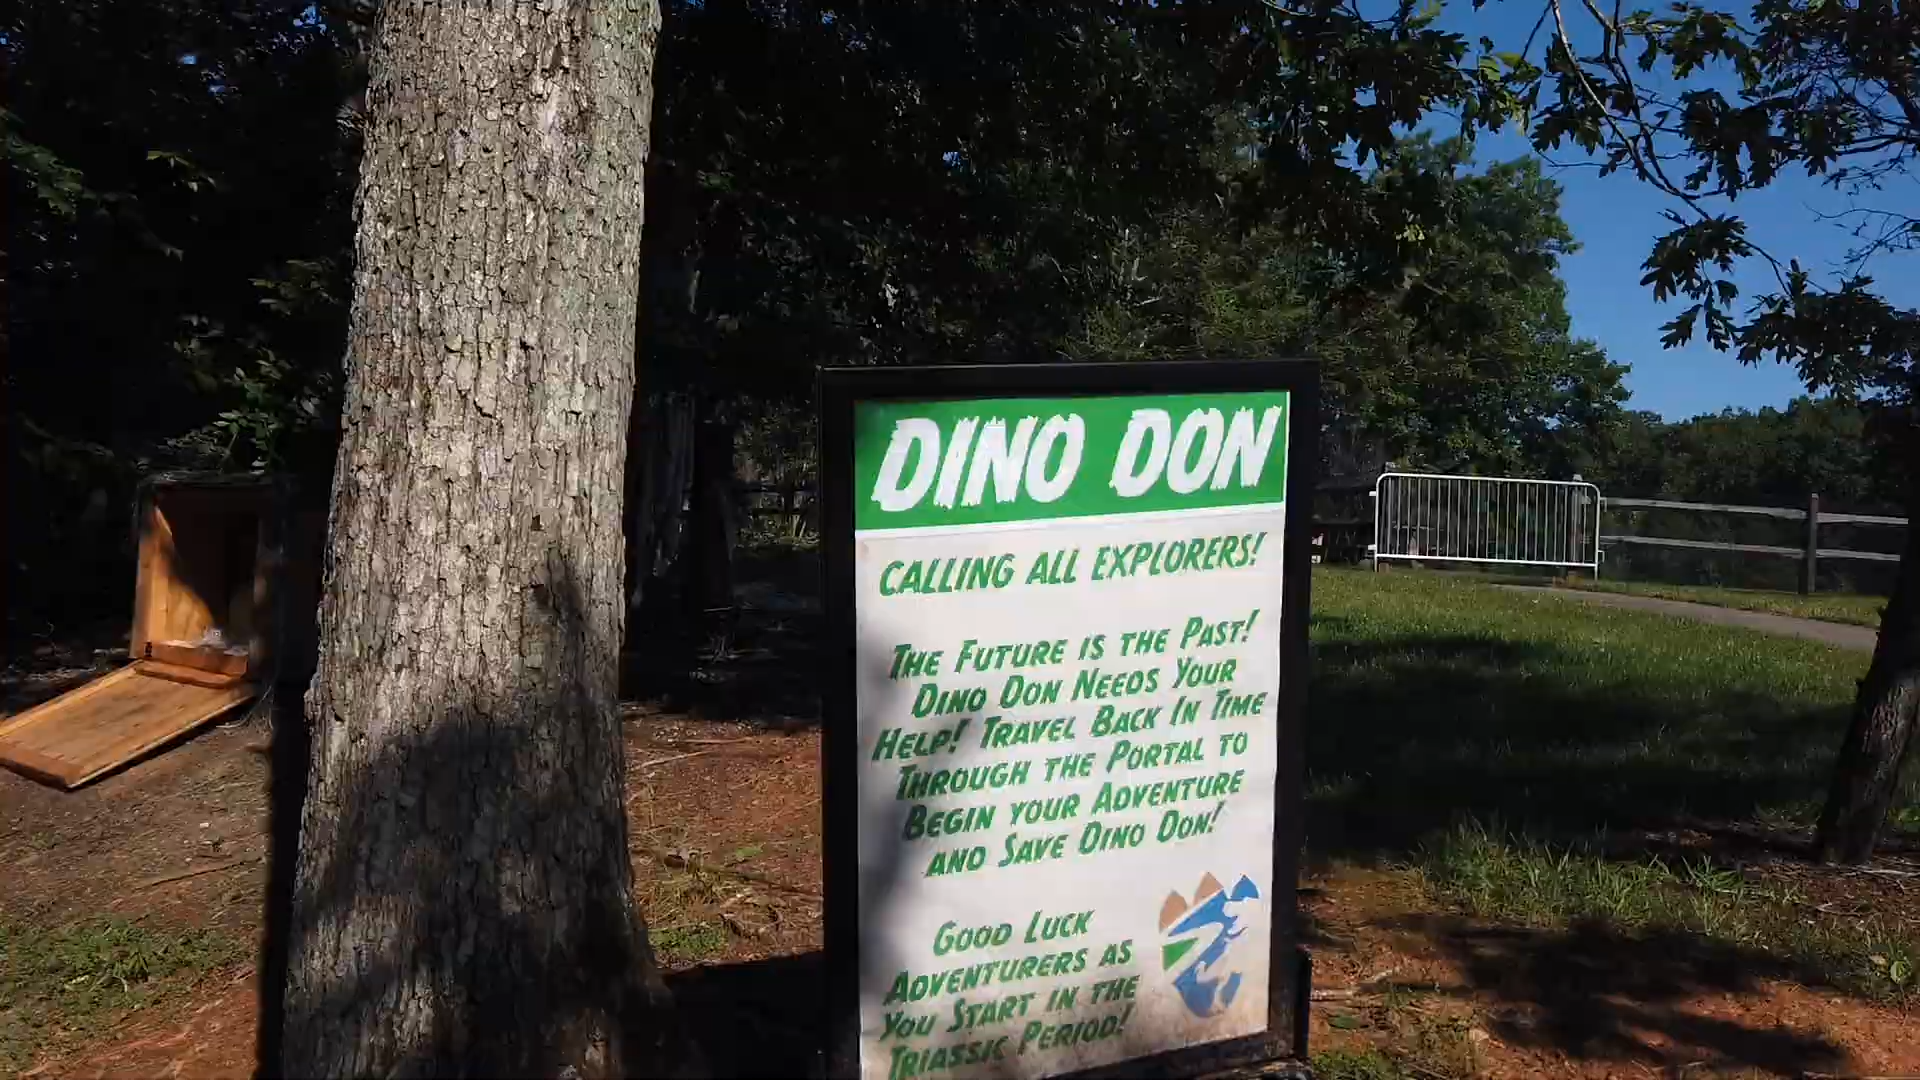 DINO DON
CALLING ALL EXPLORERS!
THE FUTURE IS THE PAST!
DINO DON NEEDS YOUR
HELP! TRAVEL BACK IN TIME
THROUGH THE PORTAL TO
BEGIN YOUR ADVENTURE
AND SAVE DINO DON!
GOOD LUCK
ADVENTURERS AS
YOU START IN THE
TRIASSIC PERIOD!